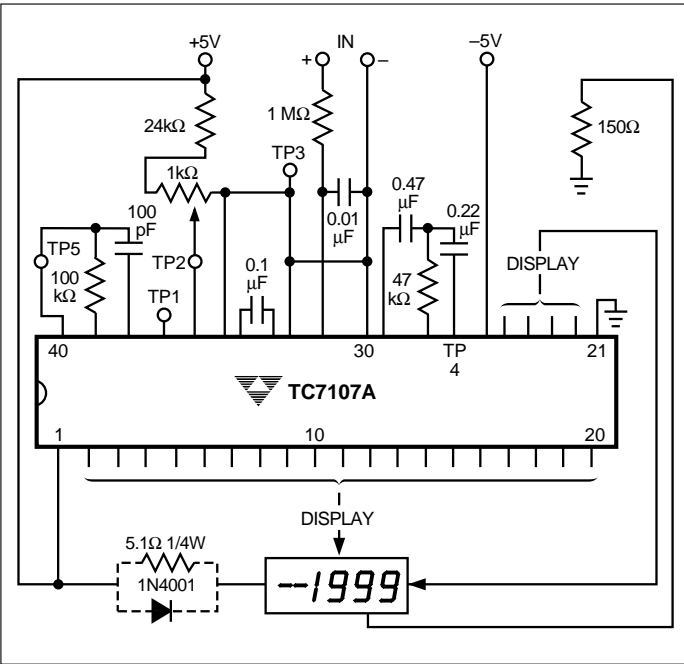 +5V
IN
–5V
+
–
24kΩ
1 MΩ
150Ω
TP3
1kΩ
0.01
µF
0.47
µF
0.22
µF
100
pF
TP5
100
kΩ
TP2
TP1
0.1
µF
47
kΩ
DISPLAY
40
30
TP
4
21
TC7107A
1
10
20
DISPLAY
5.1Ω 1/4W
1N4001
--1999